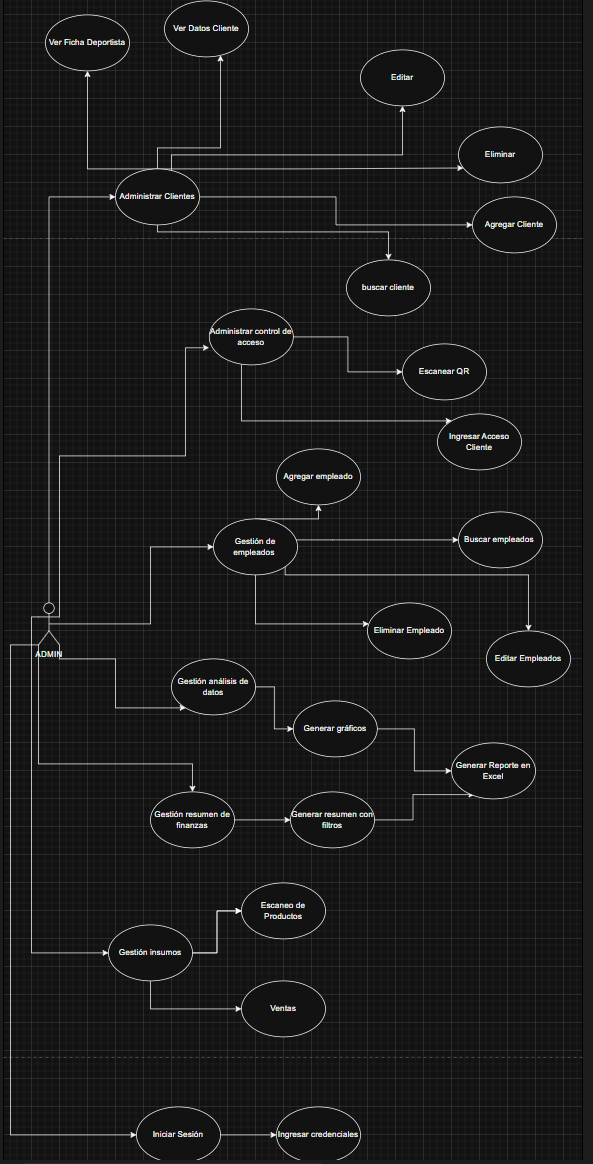 Ver Datos Cliente
Ver Ficha Deportista
Editar
Eliminar
Administrar Clientes
Agregar Cliente
buscar cliente
Administrar control de
acceso
Escanear QR
Ingresar Acceso
Cliente
Agregar empleado
Gestión de
empleados
Buscar empleados
Eliminar Empleado
Editar Empleados
ADMIN
Gestión análisis de
datos
Generar gráficos
Generar Reporte en
Excel
Gestión resumen de
finanzas
Generar resumen con
filtros
Escaneo de
Productos
Gestión insumos
Ventas
Iniciar Sesión
Ingresar credenciales